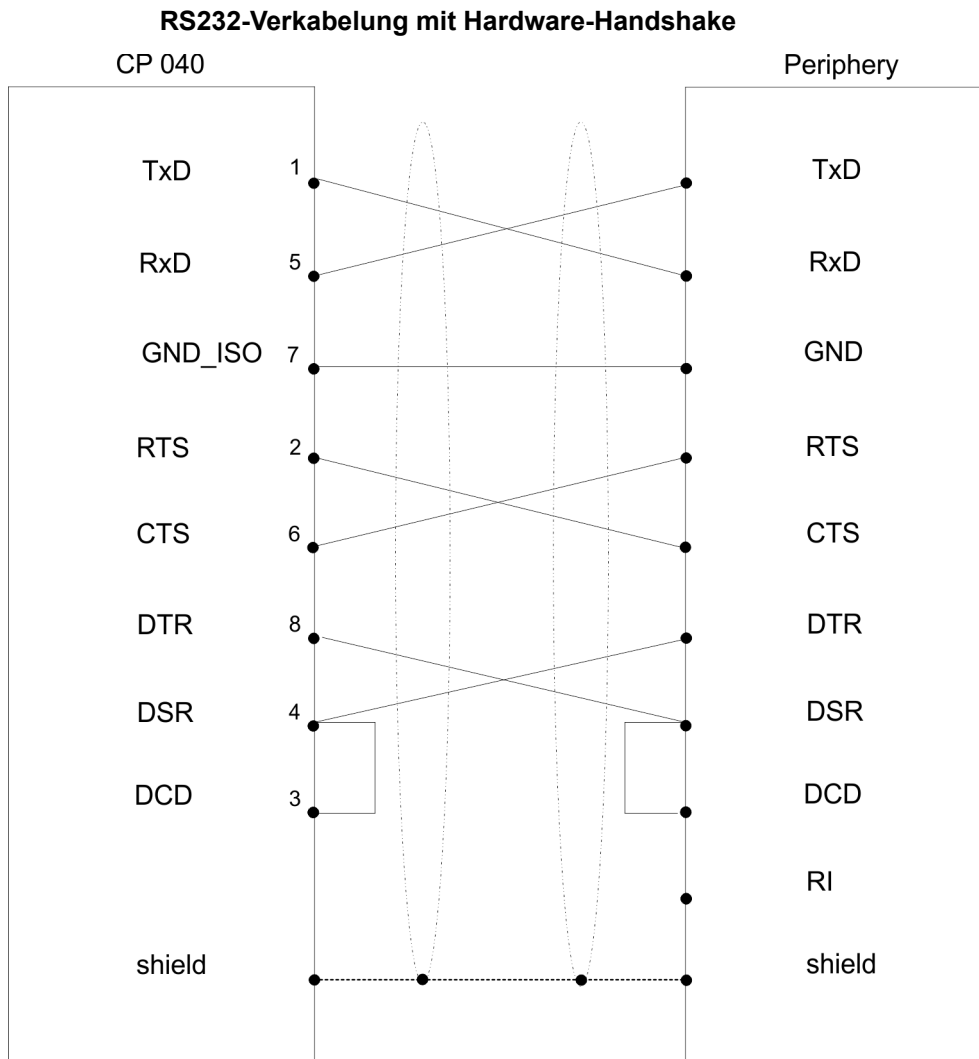 RS232-Verkabelung mit Hardware-Handshake
CP 040 Periphery
TxD 1 TxD
RxD 5 RxD
GND_ISO 7 GND
RTS 2 RTS
CTS 6 CTS
DTR 8 DTR
DSR 4 DSR
DCD 3 DCD
RI
shield shield